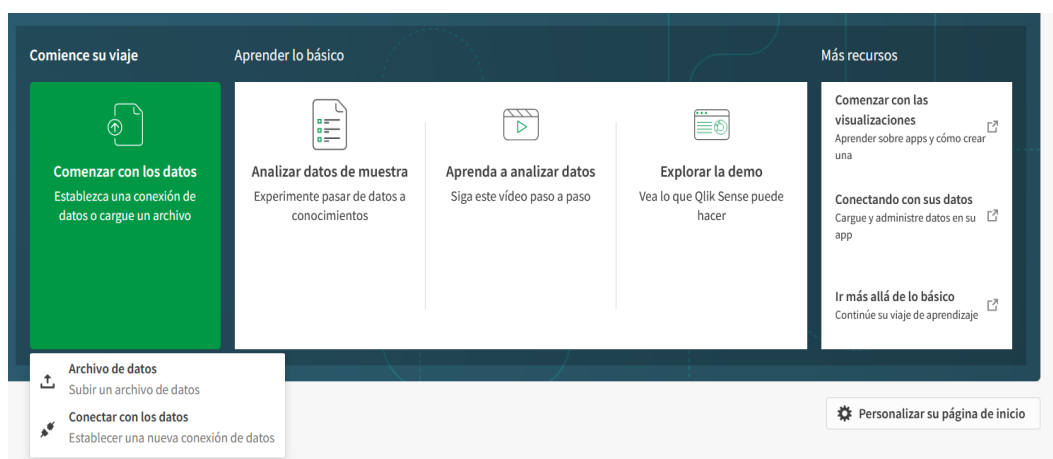 Comience su viaje
Aprender lo básico
Más recursos
Comenzar con los datos
Establezca una conexión de
datos o cargue un archivo
Analizar datos de muestra
Experimente pasar de datos a
conocimientos
Aprenda a analizar datos
Siga este vídeo paso a paso
Explorar la demo
Vea lo que Qlik Sense puede
hacer
Comenzar con las
visualizaciones
Aprender sobre apps y cómo crear
una
Conectando con sus datos
Cargue y administre datos en su
app
Ir más allá de lo básico
Continúe su viaje de aprendizaje
Archivo de datos
Subir un archivo de datos
Conectar con los datos
Establecer una nueva conexión de datos
Personalizar su página de inicio